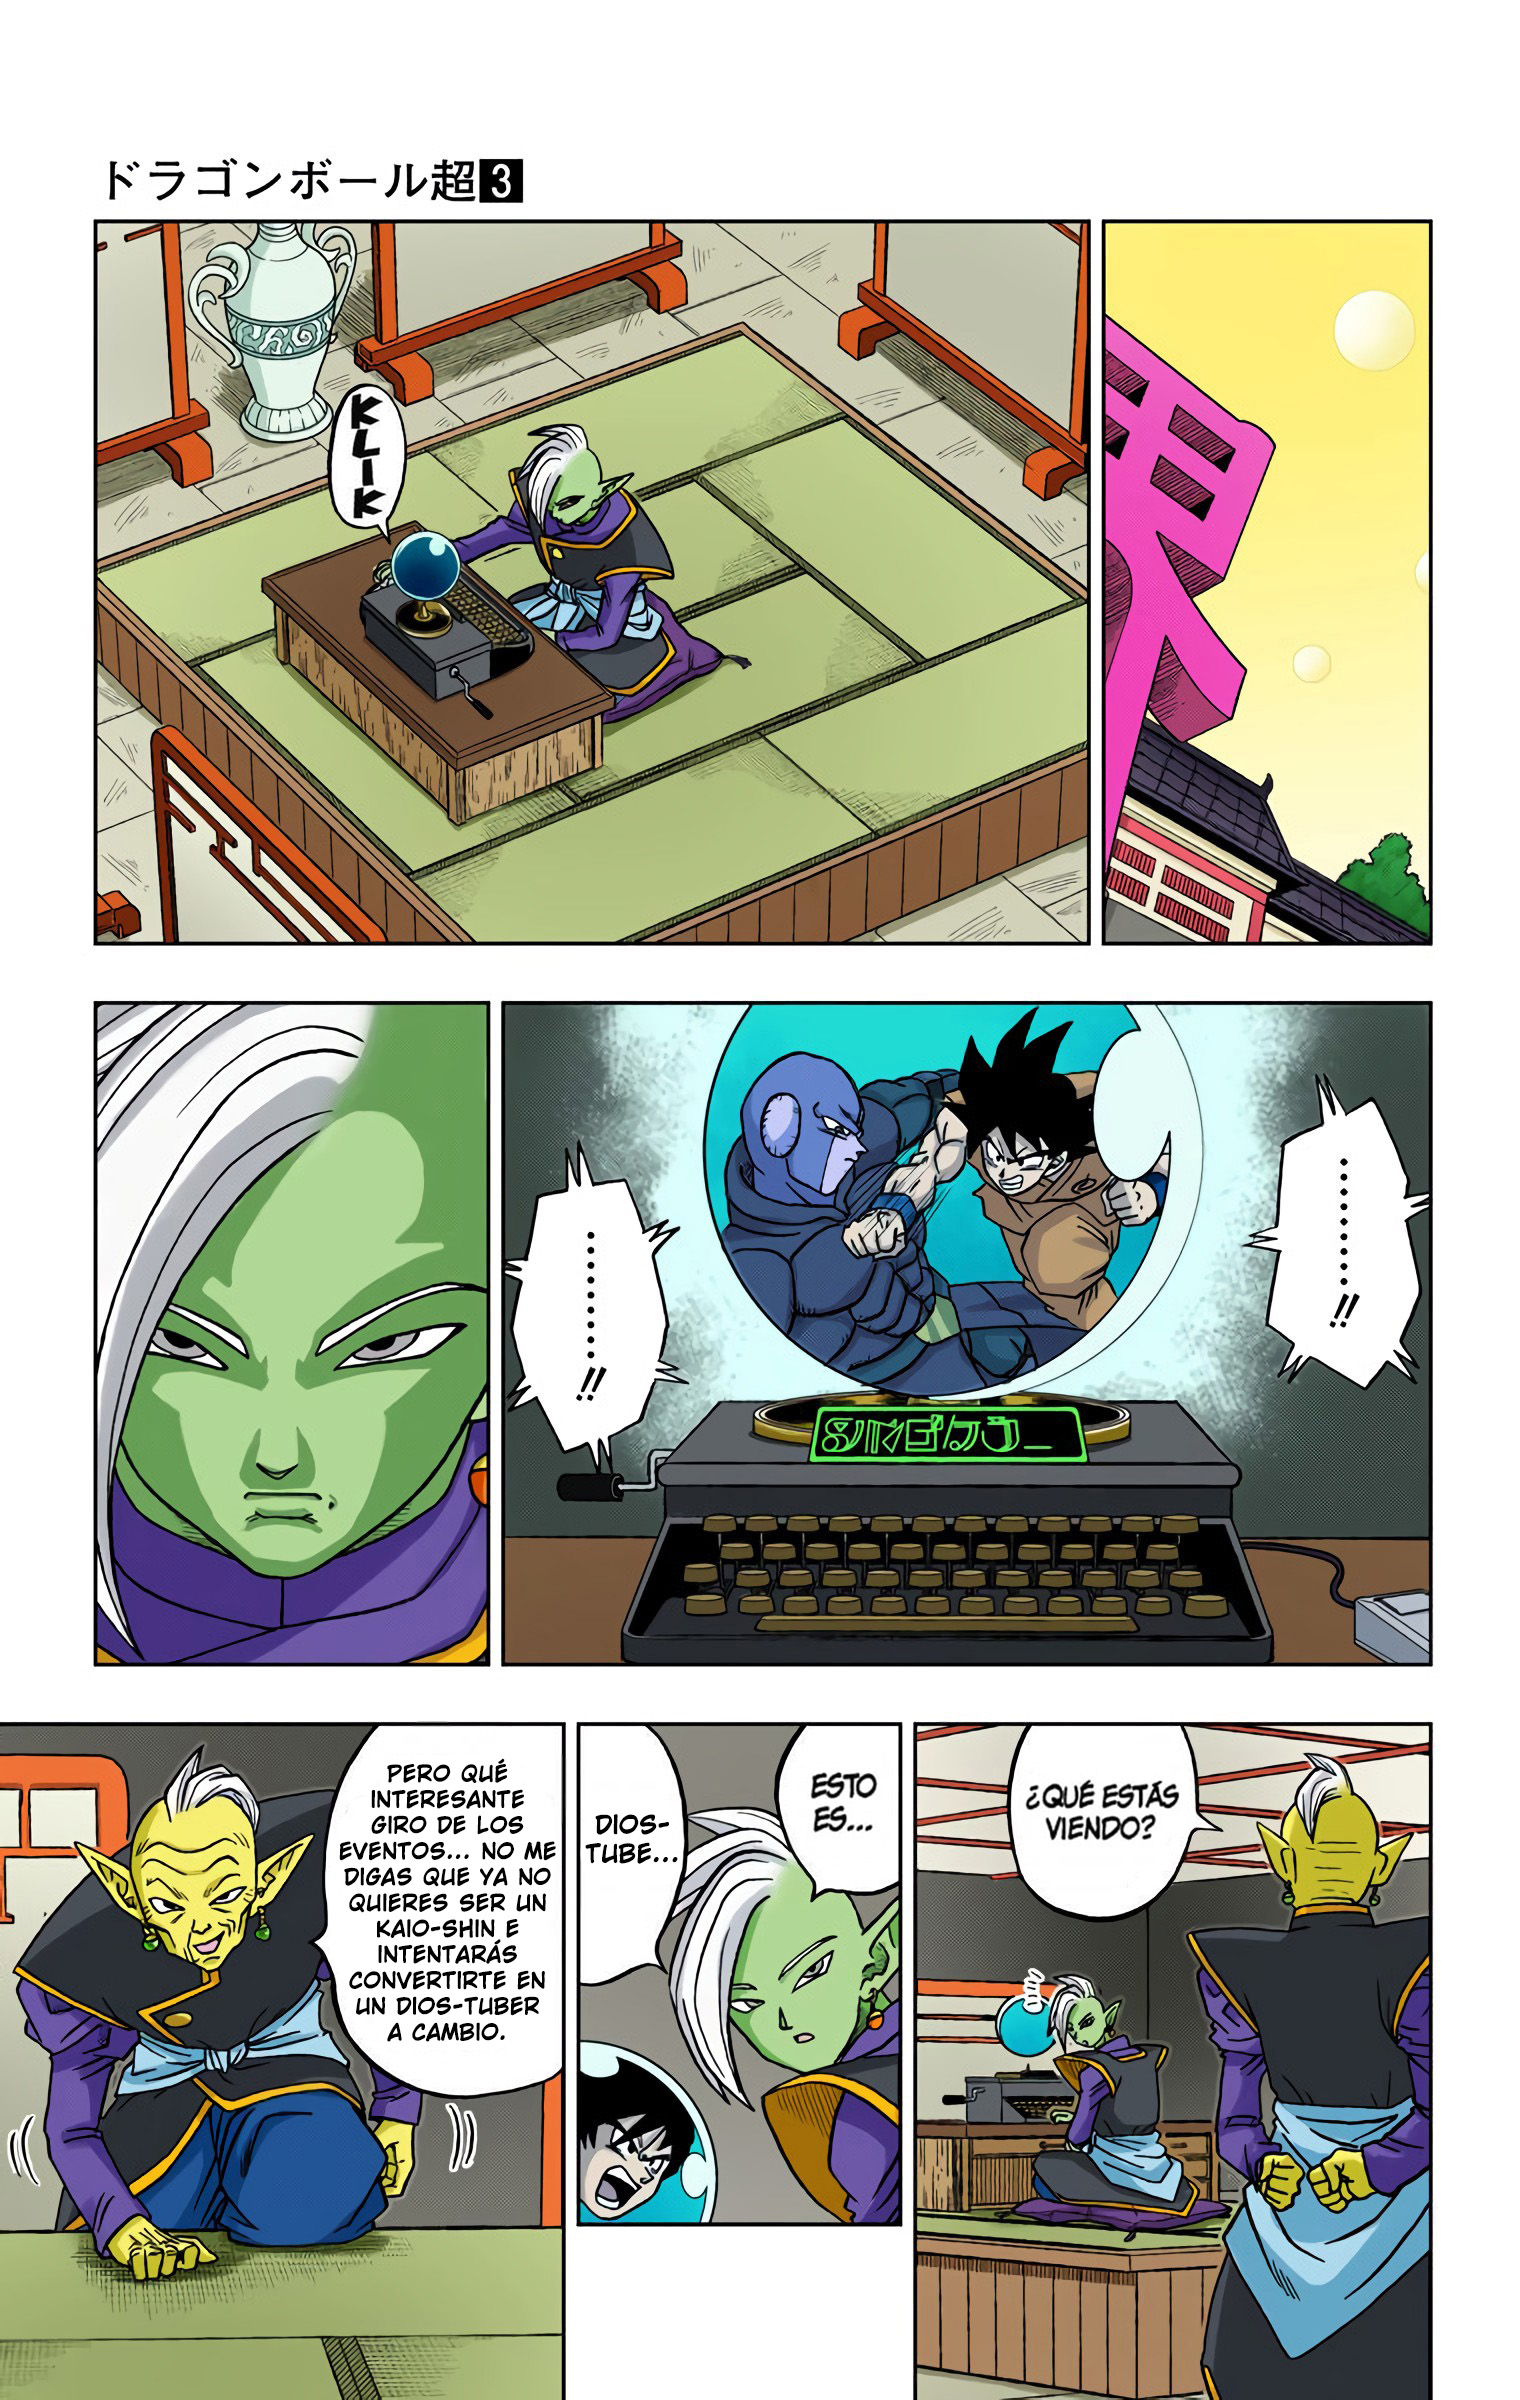 ドラゴンボール超3
界
KLIK
………!!
………!!
¿QUÉ ESTÁS
VIENDO?
ESTO
ES...
DIOS-
TUBE...
PERO QUÉ
INTERESANTE
GIRO DE LOS
EVENTOS... NO ME
DIGAS QUE YA NO
QUIERES SER UN
KAIO-SHIN E
INTENTARÁS
CONVERTIRTE EN
UN DIOS-TUBER
A CAMBIO.